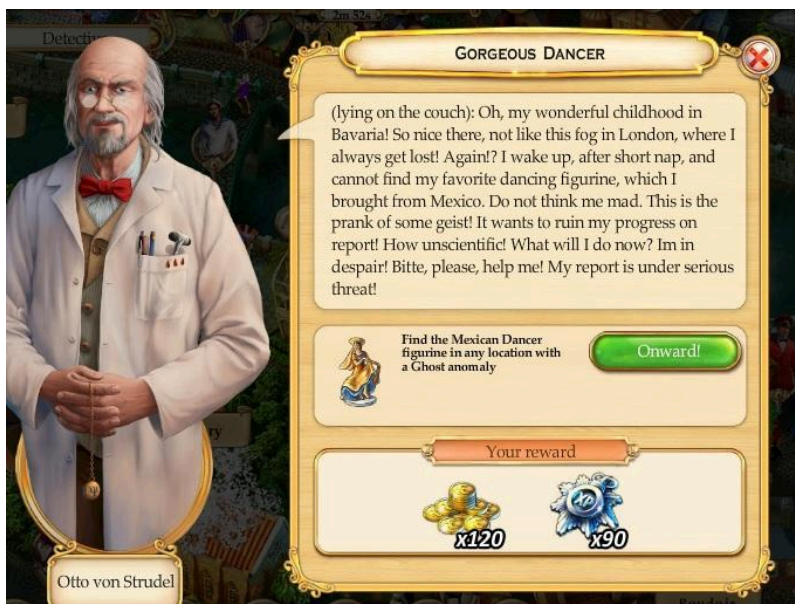 2m 52s
Detectiv
GORGEOUS DANCER
(lying on the couch): Oh, my wonderful childhood in
Bavaria! So nice there, not like this fog in London, where I
always get lost! Again!? I wake up, after short nap, and
cannot find my favorite dancing figurine, which I
brought from Mexico. Do not think me mad. This is the
prank of some geist! It wants to ruin my progress on
report! How unscientific! What will I do now? Im in
despair! Bitte, please, help me! My report is under serious
threat!
Find the Mexican Dancer
figurine in any location with
a Ghost anomaly
Onward!
ry
Your reward
XP
x120
x90
Otto von Strudel